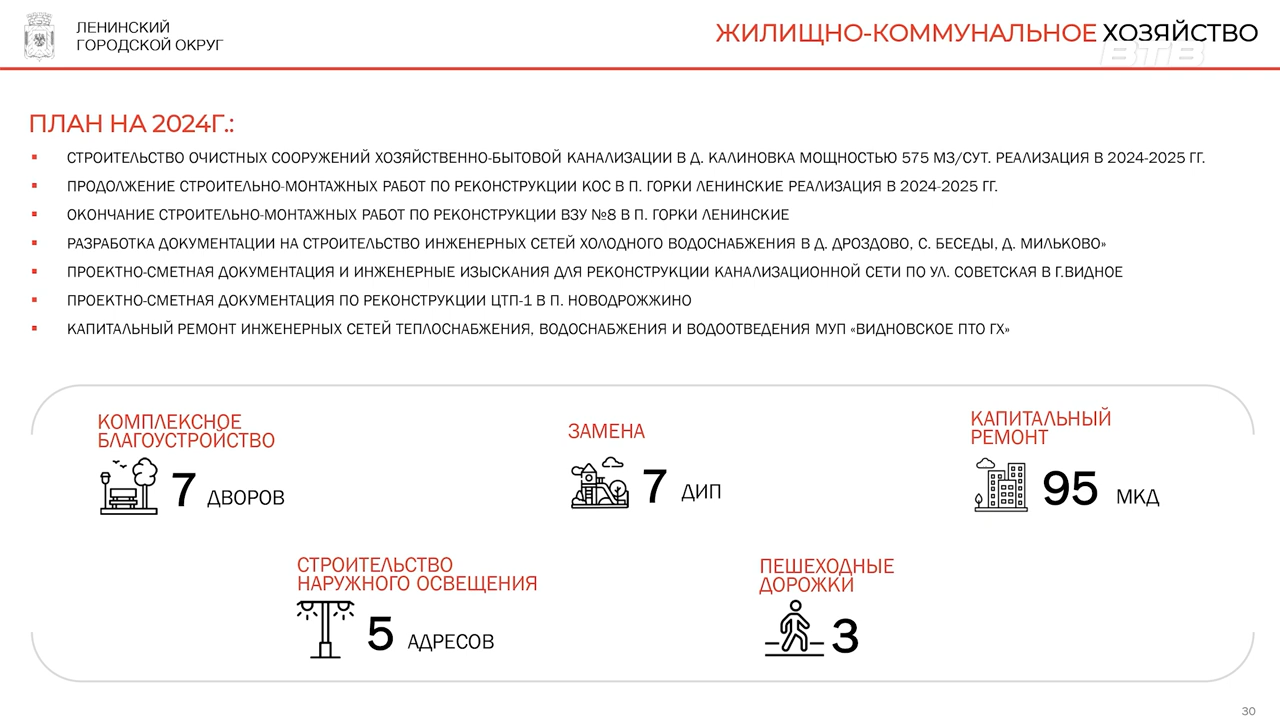 ЛЕНИНСКИЙ
ГОРОДСКОЙ ОКРУГ
ЖИЛИЩНО-КОММУНАЛЬНОЕ ХОЗЯЙСТВО
ВТВ
ПЛАН НА 2024Г.:
▪ СТРОИТЕЛЬСТВО ОЧИСТНЫХ СООРУЖЕНИЙ ХОЗЯЙСТВЕННО-БЫТОВОЙ КАНАЛИЗАЦИИ В Д. КАЛИНОВКА МОЩНОСТЬЮ 575 М3/СУТ. РЕАЛИЗАЦИЯ В 2024-2025 ГГ.
▪ ПРОДОЛЖЕНИЕ СТРОИТЕЛЬНО-МОНТАЖНЫХ РАБОТ ПО РЕКОНСТРУКЦИИ КОС В П. ГОРКИ ЛЕНИНСКИЕ РЕАЛИЗАЦИЯ В 2024-2025 ГГ.
▪ ОКОНЧАНИЕ СТРОИТЕЛЬНО-МОНТАЖНЫХ РАБОТ ПО РЕКОНСТРУКЦИИ ВЗУ №8 В П. ГОРКИ ЛЕНИНСКИЕ
▪ РАЗРАБОТКА ДОКУМЕНТАЦИИ НА СТРОИТЕЛЬСТВО ИНЖЕНЕРНЫХ СЕТЕЙ ХОЛОДНОГО ВОДОСНАБЖЕНИЯ В Д. ДРОЗДОВО, С. БЕСЕДЫ, Д. МИЛЬКОВО»
▪ ПРОЕКТНО-СМЕТНАЯ ДОКУМЕНТАЦИЯ И ИНЖЕНЕРНЫЕ ИЗЫСКАНИЯ ДЛЯ РЕКОНСТРУКЦИИ КАНАЛИЗАЦИОННОЙ СЕТИ ПО УЛ. СОВЕТСКАЯ В Г.ВИДНОЕ
▪ ПРОЕКТНО-СМЕТНАЯ ДОКУМЕНТАЦИЯ ПО РЕКОНСТРУКЦИИ ЦТП-1 В П. НОВОДРОЖЖИНО
▪ КАПИТАЛЬНЫЙ РЕМОНТ ИНЖЕНЕРНЫХ СЕТЕЙ ТЕПЛОСНАБЖЕНИЯ, ВОДОСНАБЖЕНИЯ И ВОДООТВЕДЕНИЯ МУП «ВИДНОВСКОЕ ПТО ГХ»
КОМПЛЕКСНОЕ
БЛАГОУСТРОЙСТВО
7 ДВОРОВ
ЗАМЕНА
7 ДИП
КАПИТАЛЬНЫЙ
РЕМОНТ
95 МКД
СТРОИТЕЛЬСТВО
НАРУЖНОГО ОСВЕЩЕНИЯ
5 АДРЕСОВ
ПЕШЕХОДНЫЕ
ДОРОЖКИ
3
30